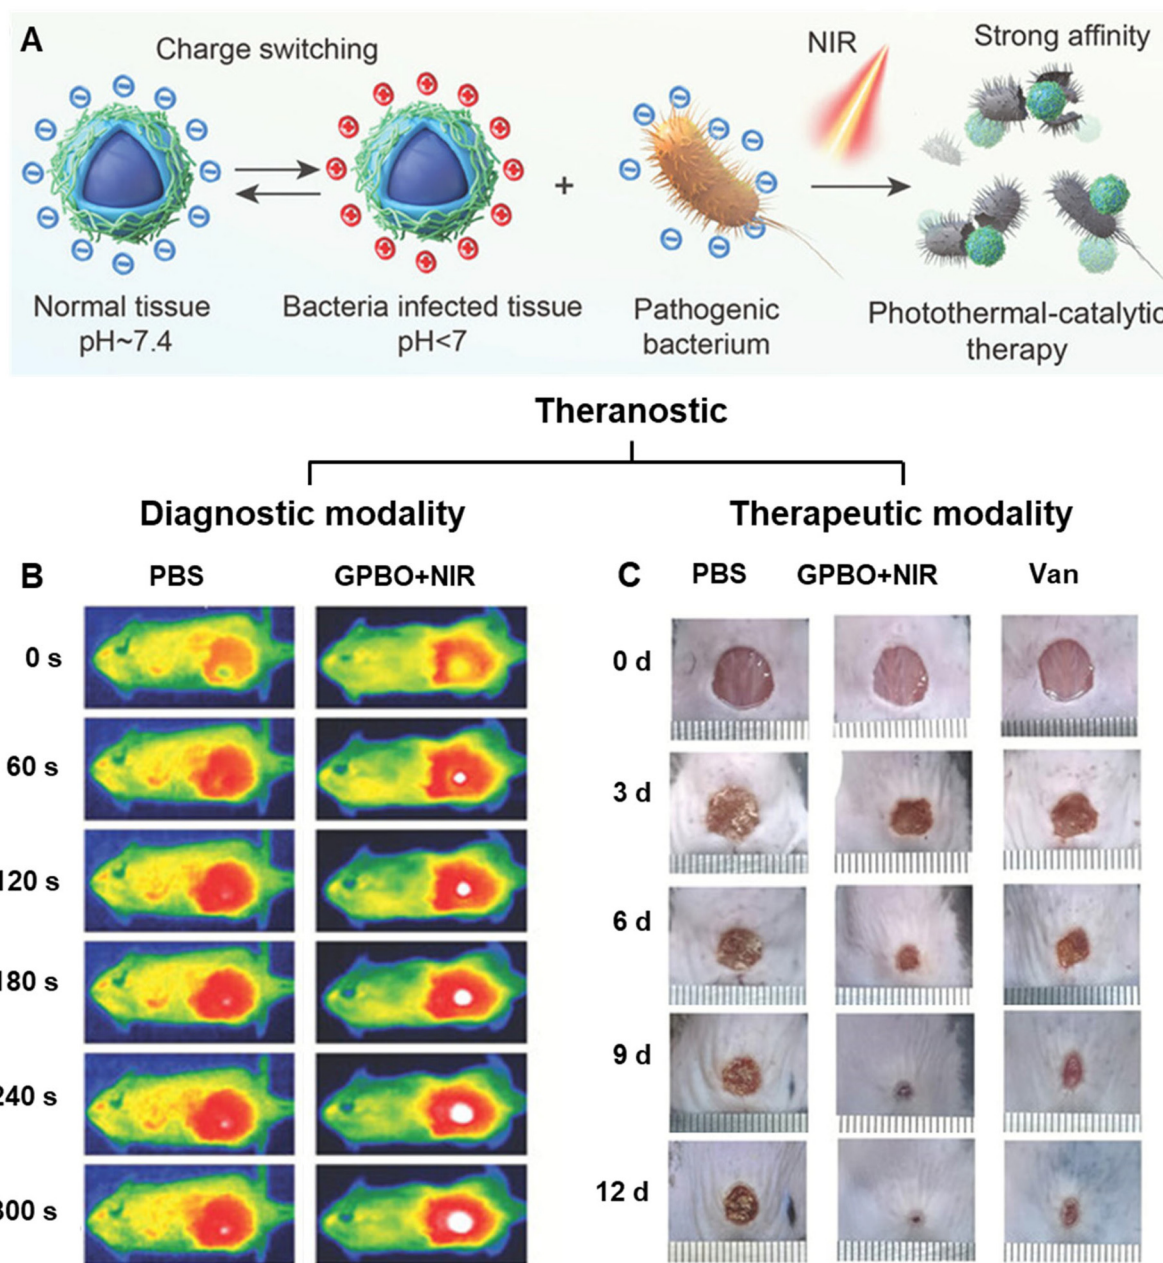 A
Charge switching
NIR
Strong affinity
+
Normal tissue
pH~7.4
Bacteria infected tissue
pH<7
Pathogenic
bacterium
Photothermal-catalytic
therapy
Theranostic
Diagnostic modality
Therapeutic modality
B
PBS
GPBO+NIR
0 s
60 s
120 s
180 s
240 s
300 s
C
PBS
GPBO+NIR
Van
0 d
3 d
6 d
9 d
12 d